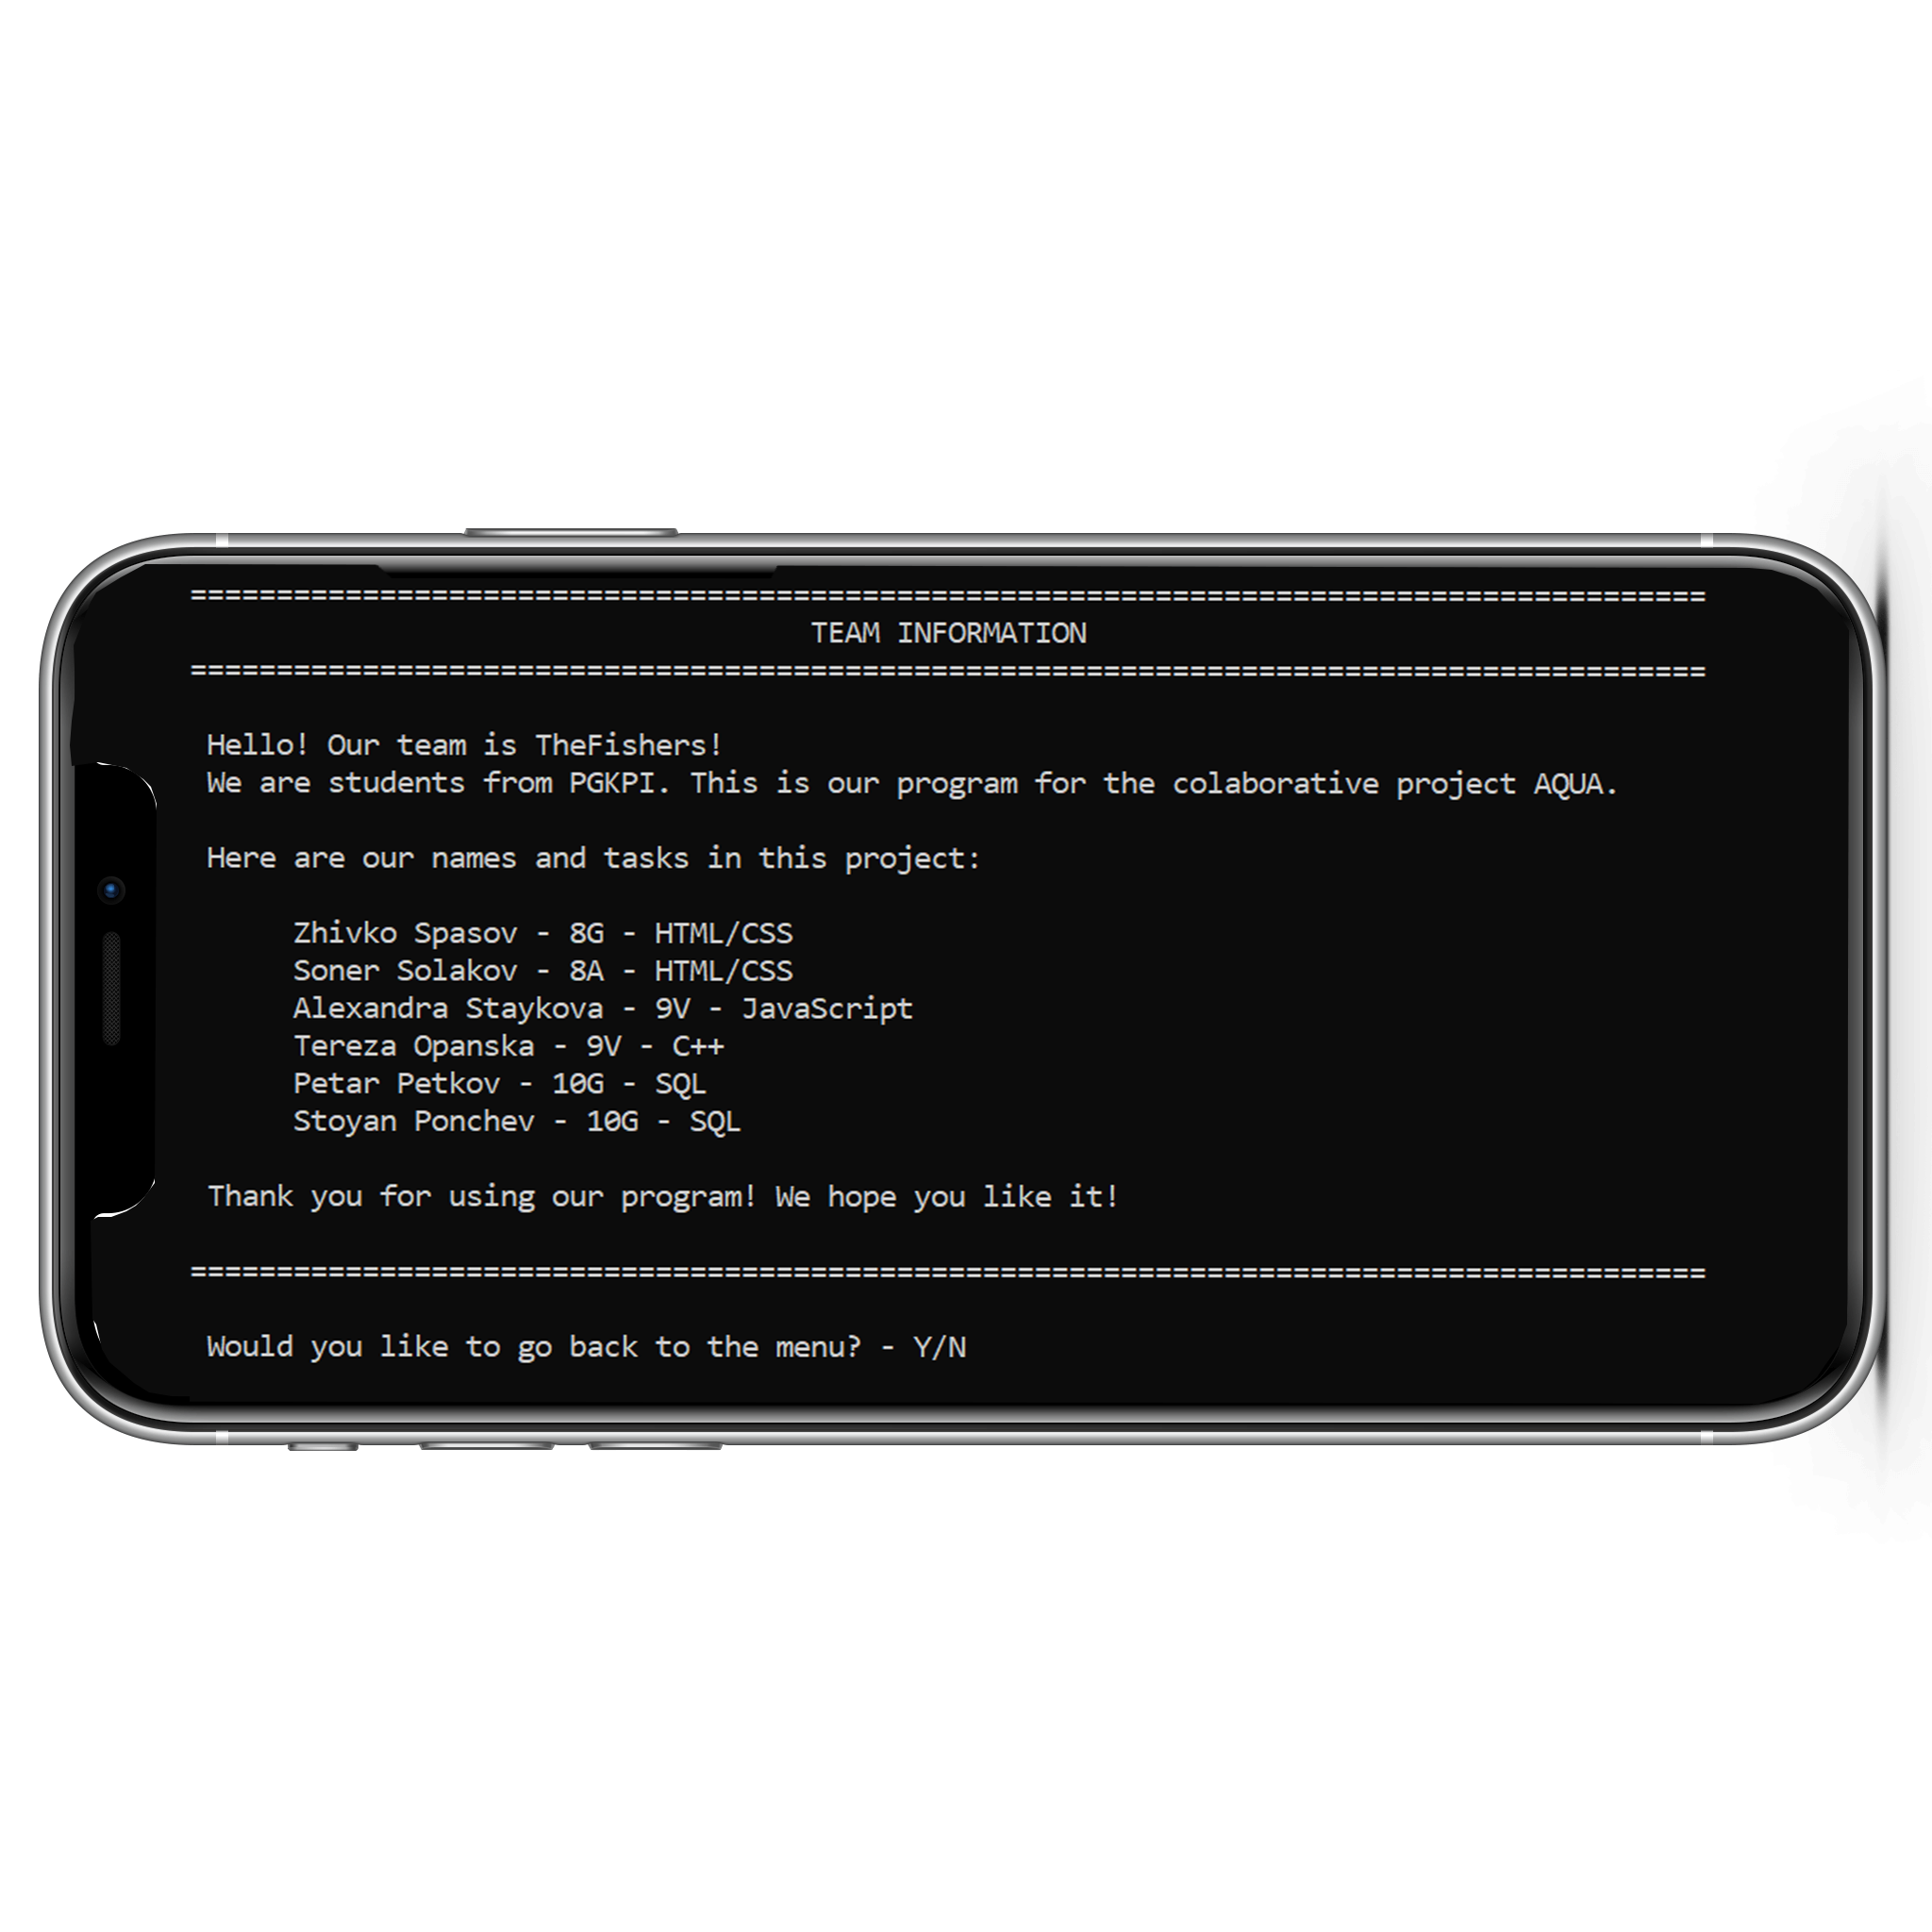 ========================================================================================
TEAM INFORMATION
========================================================================================
Hello! Our team is TheFishers!
We are students from PGKPI. This is our program for the colaborative project AQUA.
Here are our names and tasks in this project:
Zhivko Spasov - 8G - HTML/CSS
Soner Solakov - 8A - HTML/CSS
Alexandra Staykova - 9V - JavaScript
Tereza Opanska - 9V - C++
Petar Petkov - 10G - SQL
Stoyan Ponchev - 10G - SQL
Thank you for using our program! We hope you like it!
========================================================================================
Would you like to go back to the menu? - Y/N